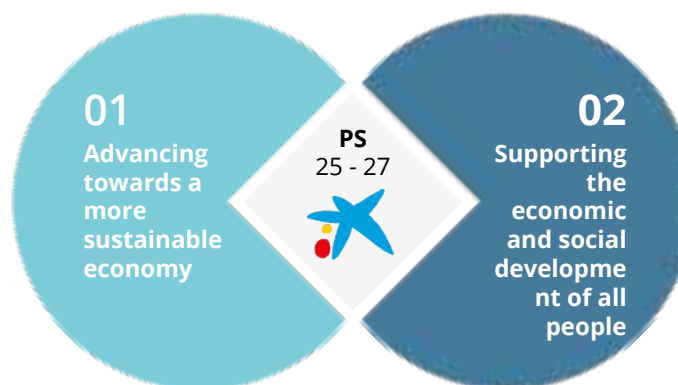 01
Advancing
towards a
more
sustainable
economy
PS
25 - 27
02
Supporting
the
economic
and social
developme
nt of all
people